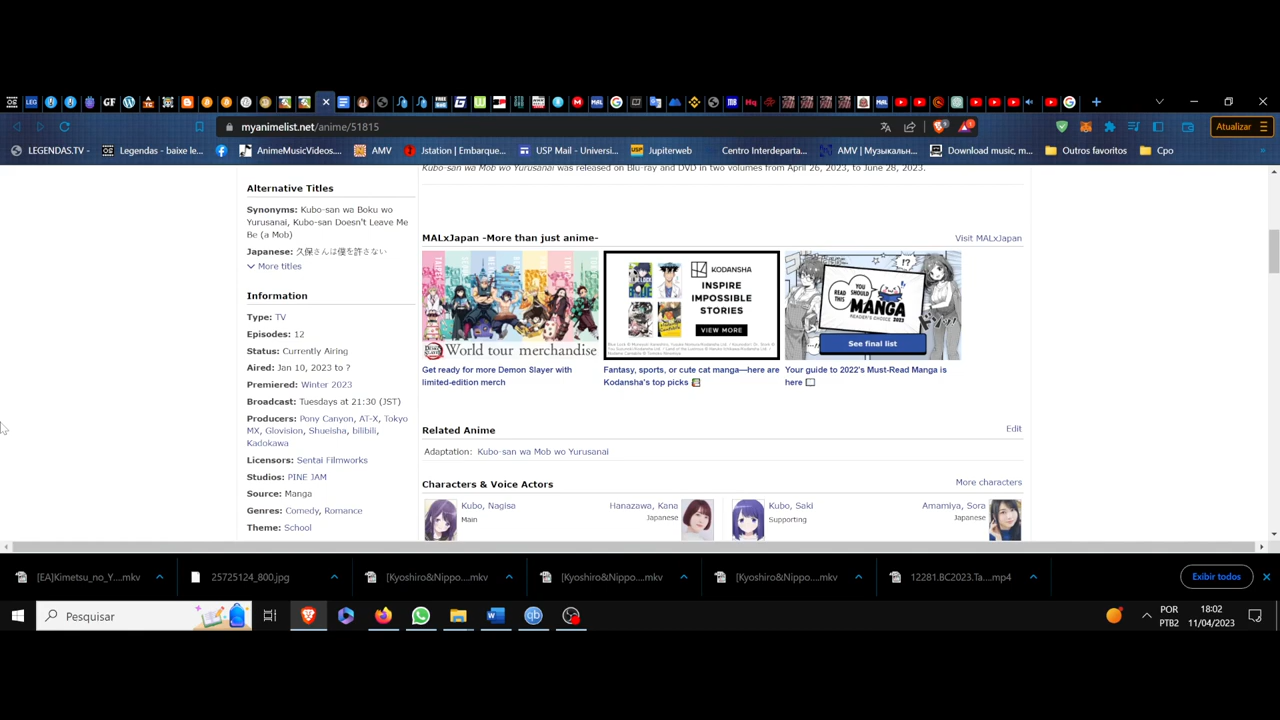 myanimelist.net/anime/51815
Atualizar
LEGENDAS.TV -
Legendas - baixe le...
AnimeMusicVideos....
AMV
Jstation | Embarque...
USP Mail - Universi...
Jupiterweb
Centro Interdeparta...
AMV | Музыкальн...
Download music, m...
Outros favoritos
Cpo
Kubo-san wa Mob wo Yurusanai was released on Blu-ray and DVD in two volumes from April 26, 2023, to June 28, 2023.
Alternative Titles
Synonyms: Kubo-san wa Boku wo
Yurusanai, Kubo-san Doesn't Leave Me
Be (a Mob)
Japanese: 久保さんは僕を許さない
More titles
Information
Type: TV
Episodes: 12
Status: Currently Airing
Aired: Jan 10, 2023 to ?
Premiered: Winter 2023
Broadcast: Tuesdays at 21:30 (JST)
Producers: Pony Canyon, AT-X, Tokyo
MX, Glovision, Shueisha, bilibili,
Kadokawa
Licensors: Sentai Filmworks
Studios: PINE JAM
Source: Manga
Genres: Comedy, Romance
Theme: School
MALxJapan -More than just anime-
Visit MALxJapan
World tour merchandise
KODANSHA
INSPIRE
IMPOSSIBLE
STORIES
VIEW MORE
!?
YOU SHOULD
READ THIS
MANGA
READER'S CHOICE 2023
See final list
Get ready for more Demon Slayer with
limited-edition merch
Fantasy, sports, or cute cat manga—here are
Kodansha's top picks
Your guide to 2022's Must-Read Manga is
here
Related Anime
Edit
Adaptation: Kubo-san wa Mob wo Yurusanai
Characters & Voice Actors
More characters
Kubo, Nagisa
Main
Hanazawa, Kana
Japanese
Kubo, Saki
Supporting
Amamiya, Sora
Japanese
[EA]Kimetsu_no_Y....mkv
25725124_800.jpg
[Kyoshiro&Nippo....mkv
[Kyoshiro&Nippo....mkv
[Kyoshiro&Nippo....mkv
12281.BC2023.Ta....mp4
Exibir todos
Pesquisar
POR
PTB2
18:02
11/04/2023